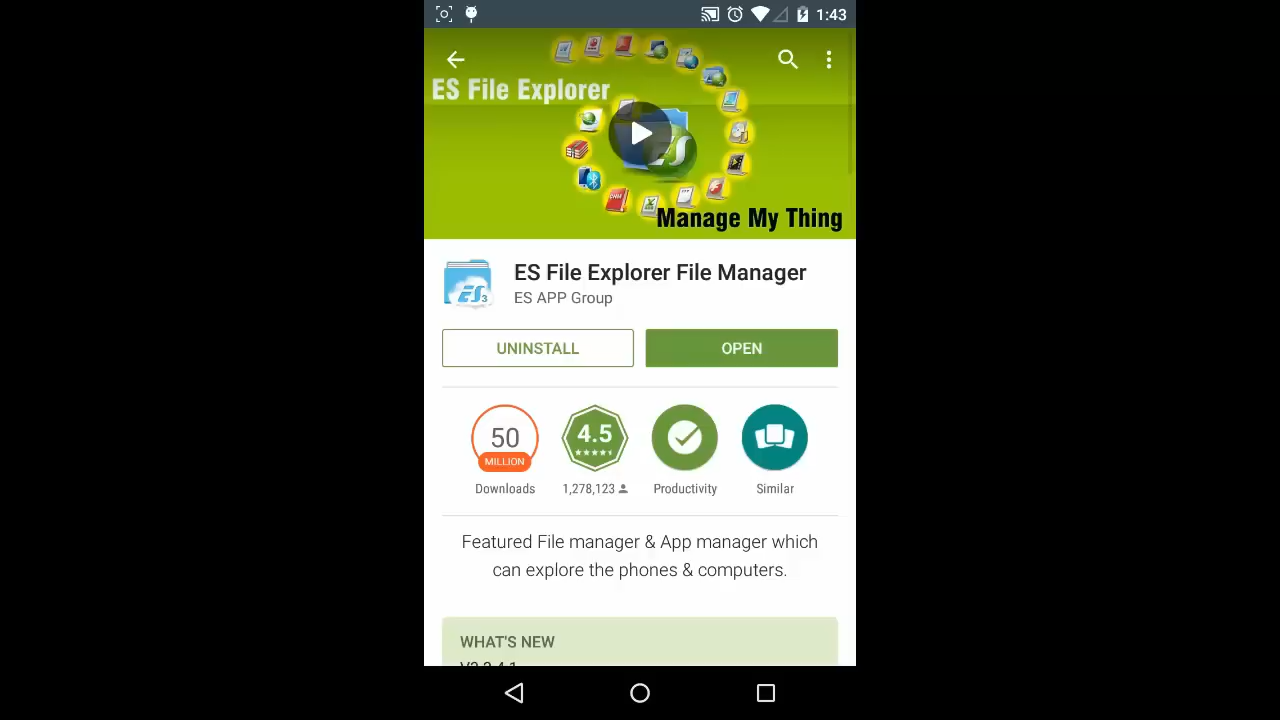 1:43
ES File Explorer
Manage My Thing
ES File Explorer File Manager
ES APP Group
UNINSTALL
OPEN
50
MILLION
Downloads
4.5
1,278,123
Productivity
Similar
Featured File manager & App manager which
can explore the phones & computers.
WHAT'S NEW